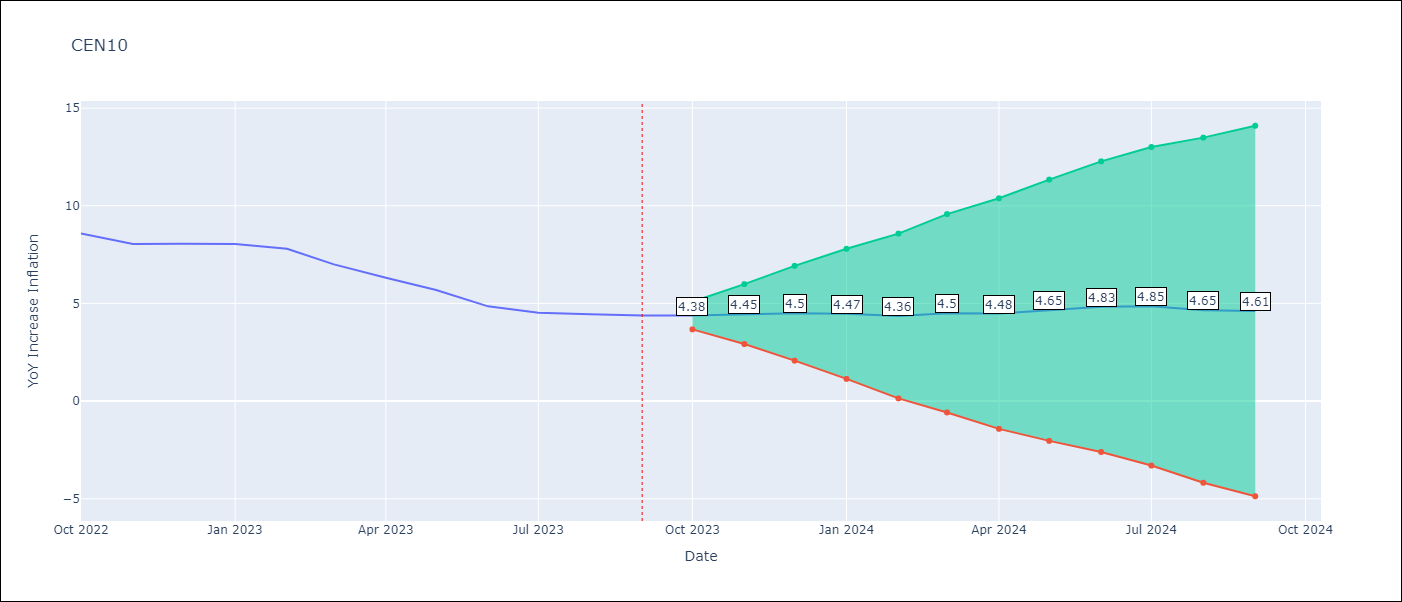 CEN10
15
10
5
0
−5
YoY Increase Inflation
4.38 4.45 4.5 4.47 4.36 4.5 4.48 4.65 4.83 4.85 4.65 4.61
Oct 2022 Jan 2023 Apr 2023 Jul 2023 Oct 2023 Jan 2024 Apr 2024 Jul 2024 Oct 2024
Date